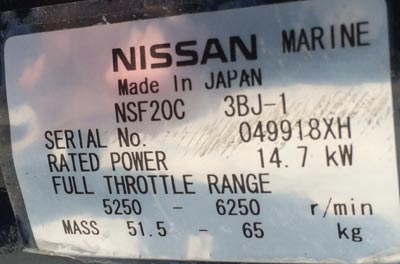 NISSAN MARINE
Made In JAPAN
NSF20C 3BJ-1
SERIAL No. 049918XH
RATED POWER 14.7 kW
FULL THROTTLE RANGE
5250 - 6250 r/min
MASS 51.5 - 65 kg